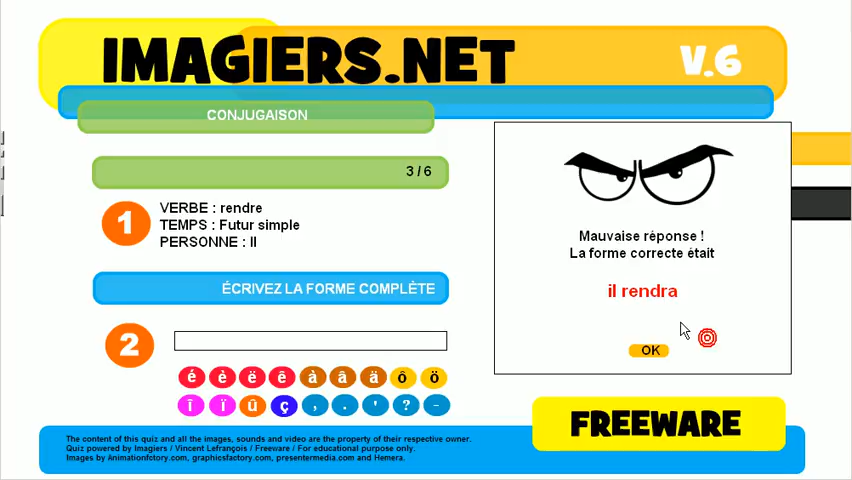 IMAGIERS.NET
V.6
CONJUGAISON
3 / 6
1
VERBE : rendre
TEMPS : Futur simple
PERSONNE : Il
ÉCRIVEZ LA FORME COMPLÈTE
2
é è ë ê à â ä ô ö
î ï û ç , . ' ? -
Mauvaise réponse !
La forme correcte était
il rendra
OK
FREEWARE
The content of this quiz and all the images, sounds and video are the property of their respective owner.
Quiz powered by Imagiers / Vincent Lefrançois / Freeware / For educational purpose only.
Images by Animationfctory.com, graphicsfactory.com, presentermedia.com and Hemera.